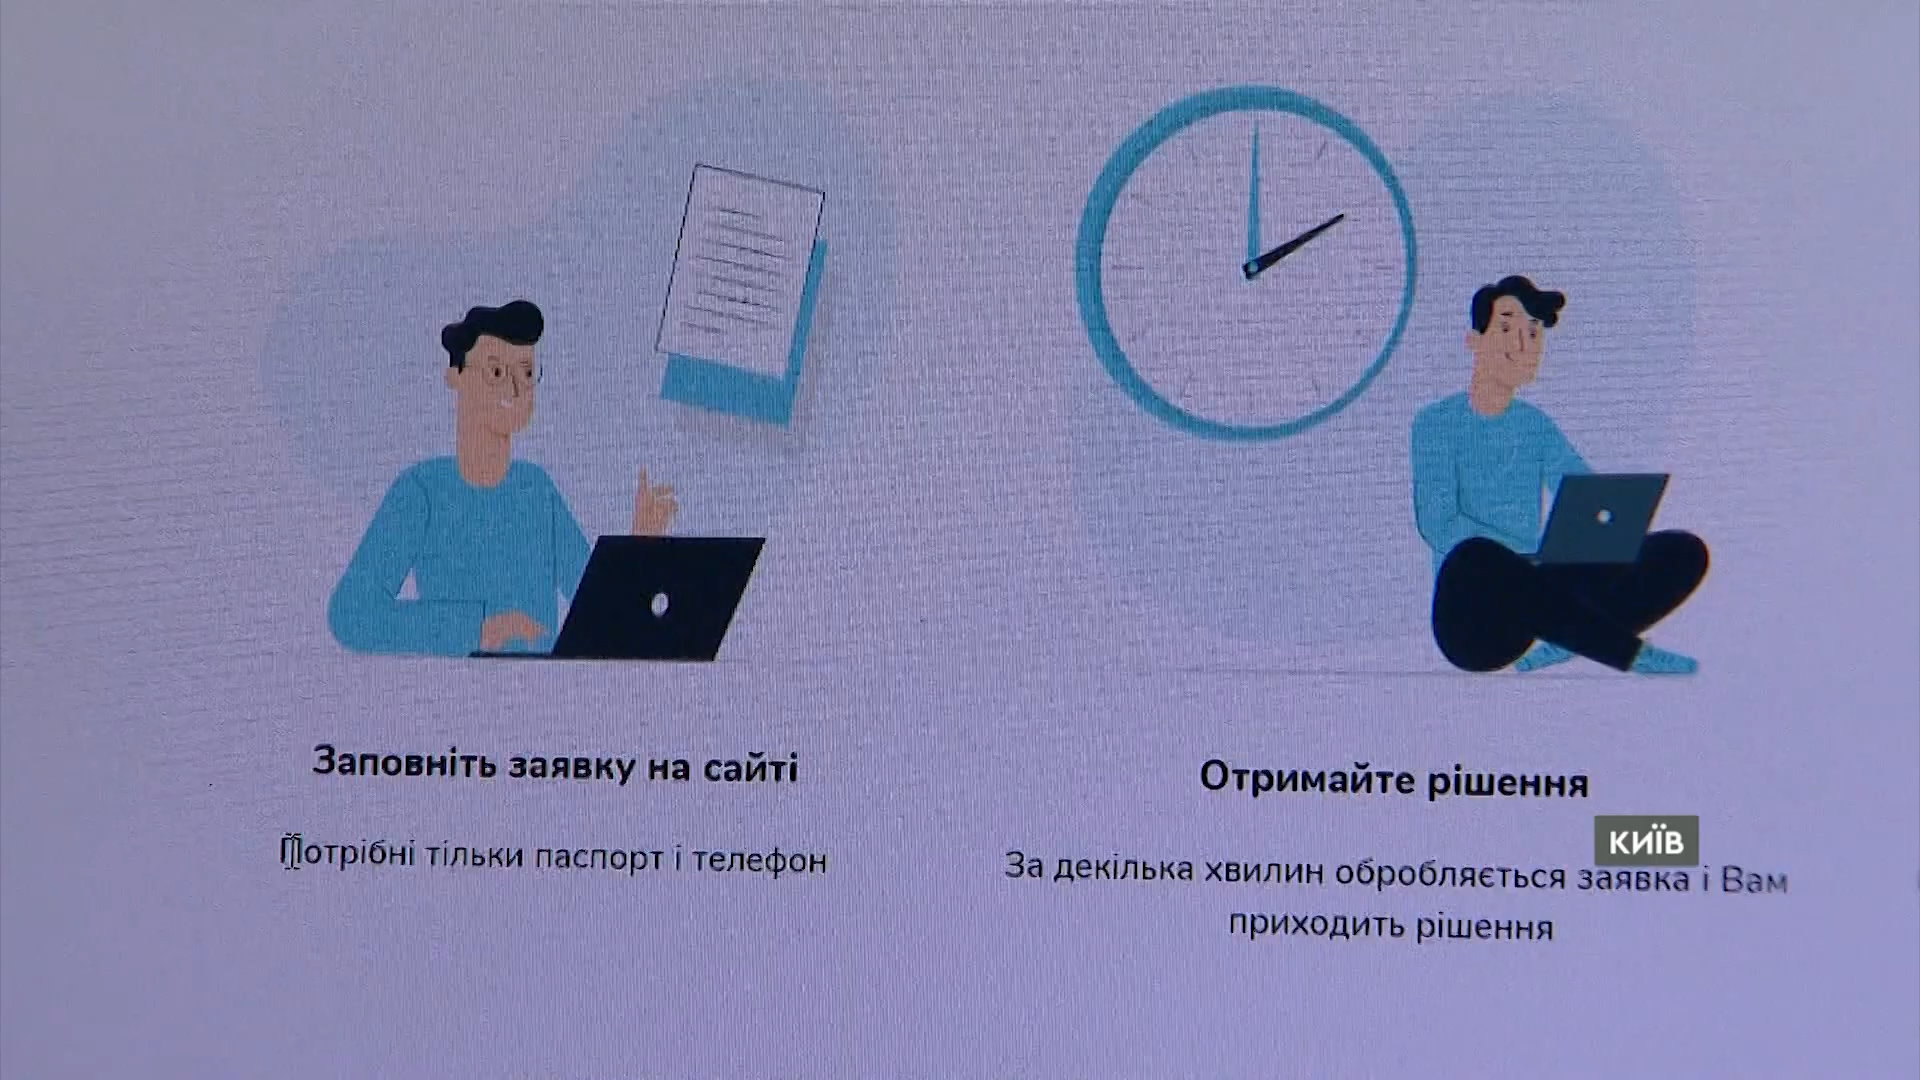 Заповніть заявку на сайті
Потрібні тільки паспорт і телефон
Отримайте рішення
За декілька хвилин обробляється заявка і Вам
приходить рішення
КИЇВ